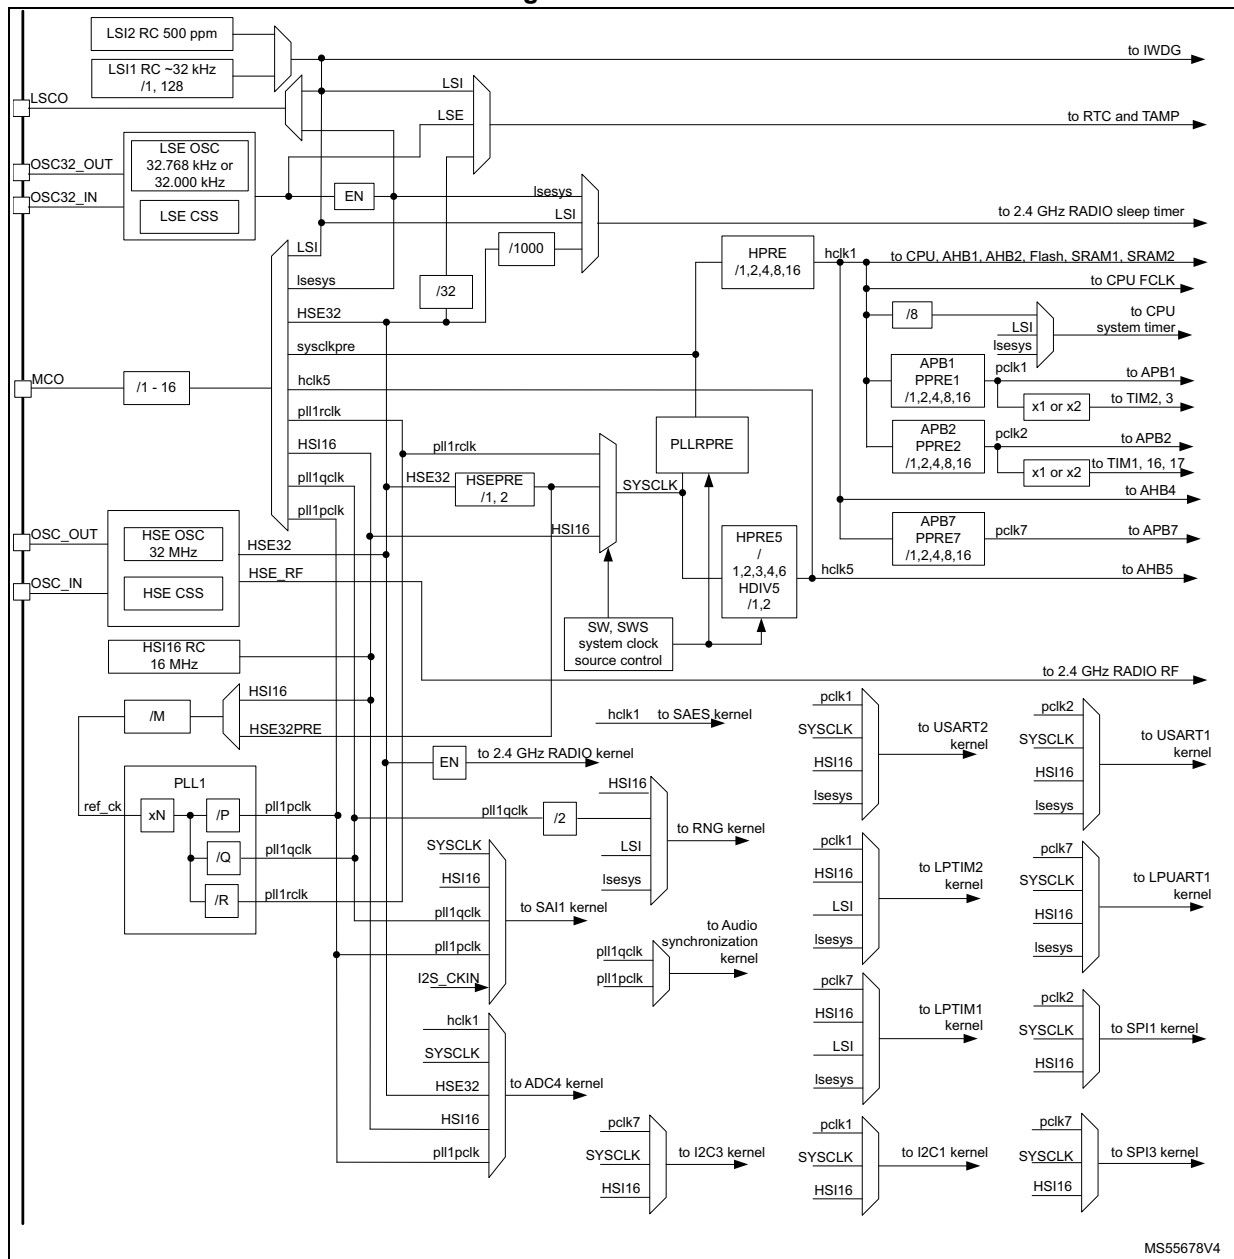 LSI2 RC 500 ppm
LSI1 RC ~32 kHz
/1, 128
to IWDG
LSCO
LSI
LSE
to RTC and TAMP
OSC32_OUT
OSC32_IN
LSE OSC
32.768 kHz or
32.000 kHz
LSE CSS
EN
lsesys
LSI
to 2.4 GHz RADIO sleep timer
/1000
/32
LSI
lsesys
HSE32
sysclkpre
hclk5
pll1rclk
HSI16
pll1qclk
pll1pclk
MCO
/1 - 16
HPRE
/1,2,4,8,16
hclk1
to CPU, AHB1, AHB2, Flash, SRAM1, SRAM2
to CPU FCLK
/8
LSI
lsesys
to CPU
system timer
APB1
PPRE1
/1,2,4,8,16
pclk1
to APB1
x1 or x2
to TIM2, 3
APB2
PPRE2
/1,2,4,8,16
pclk2
to APB2
x1 or x2
to TIM1, 16, 17
to AHB4
APB7
PPRE7
/1,2,4,8,16
pclk7
to APB7
hclk5
to AHB5
PLLRPRE
pll1rclk
HSE32
HSEPRE
/1, 2
HSI16
SYSCLK
HPRE5
/
1,2,3,4,6
HDIV5
/1,2
SW, SWS
system clock
source control
OSC_OUT
OSC_IN
HSE OSC
32 MHz
HSE CSS
HSE32
HSE_RF
to 2.4 GHz RADIO RF
HSI16 RC
16 MHz
/M
HSI16
HSE32PRE
EN
to 2.4 GHz RADIO kernel
PLL1
ref_ck
xN
/P
/Q
/R
pll1pclk
pll1qclk
pll1rclk
hclk1
to SAES kernel
HSI16
pll1qclk
/2
LSI
lsesys
to RNG kernel
SYSCLK
HSI16
pll1qclk
pll1pclk
I2S_CKIN
to SAI1 kernel
pll1qclk
pll1pclk
to Audio
synchronization
kernel
hclk1
SYSCLK
HSE32
HSI16
pll1pclk
to ADC4 kernel
pclk7
SYSCLK
HSI16
to I2C3 kernel
pclk1
SYSCLK
HSI16
lsesys
to USART2
kernel
pclk2
SYSCLK
HSI16
lsesys
to USART1
kernel
pclk1
HSI16
LSI
lsesys
to LPTIM2
kernel
pclk7
SYSCLK
HSI16
lsesys
to LPUART1
kernel
pclk7
HSI16
LSI
lsesys
to LPTIM1
kernel
pclk2
SYSCLK
HSI16
to SPI1 kernel
pclk1
SYSCLK
HSI16
to I2C1 kernel
pclk7
SYSCLK
HSI16
to SPI3 kernel
MS55678V4